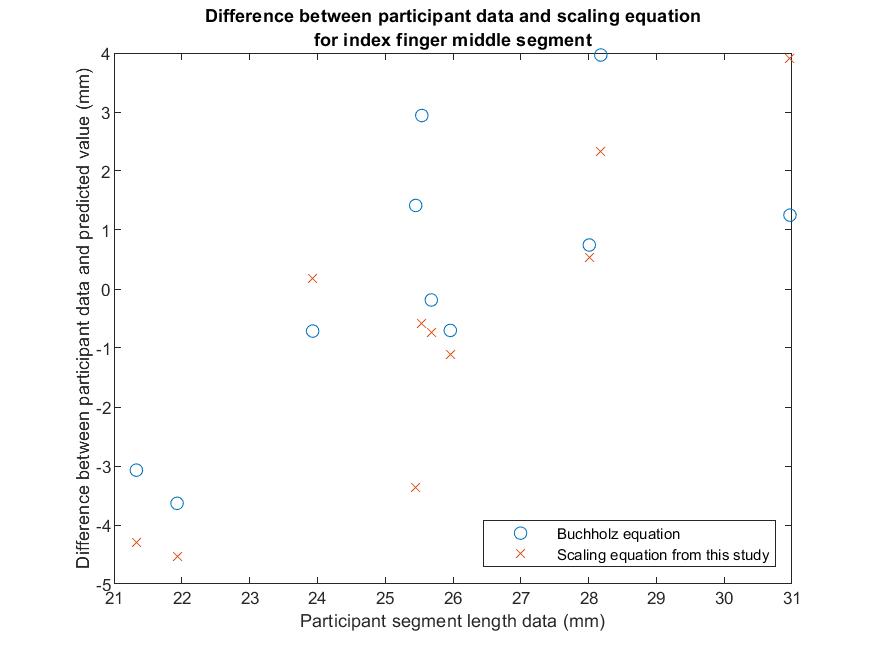 Difference between participant data and scaling equation
for index finger middle segment
Difference between participant data and predicted value (mm)
4
3
2
1
0
-1
-2
-3
-4
-5
21 22 23 24 25 26 27 28 29 30 31
Participant segment length data (mm)
Buchholz equation
Scaling equation from this study